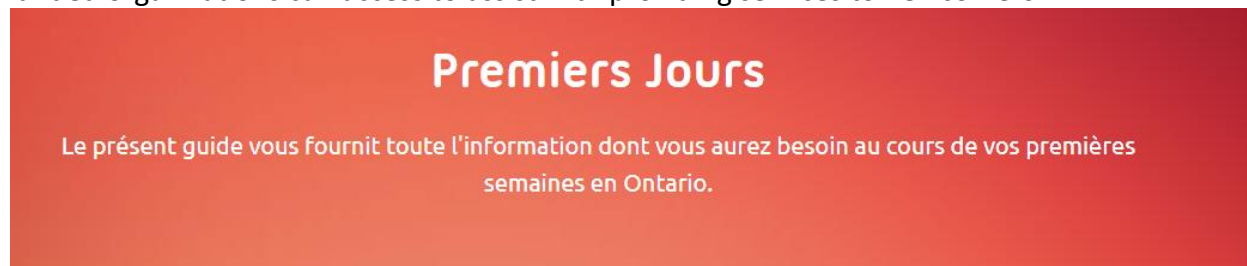 Premiers Jours
Le présent guide vous fournit toute l'information dont vous aurez besoin au cours de vos premières
semaines en Ontario.